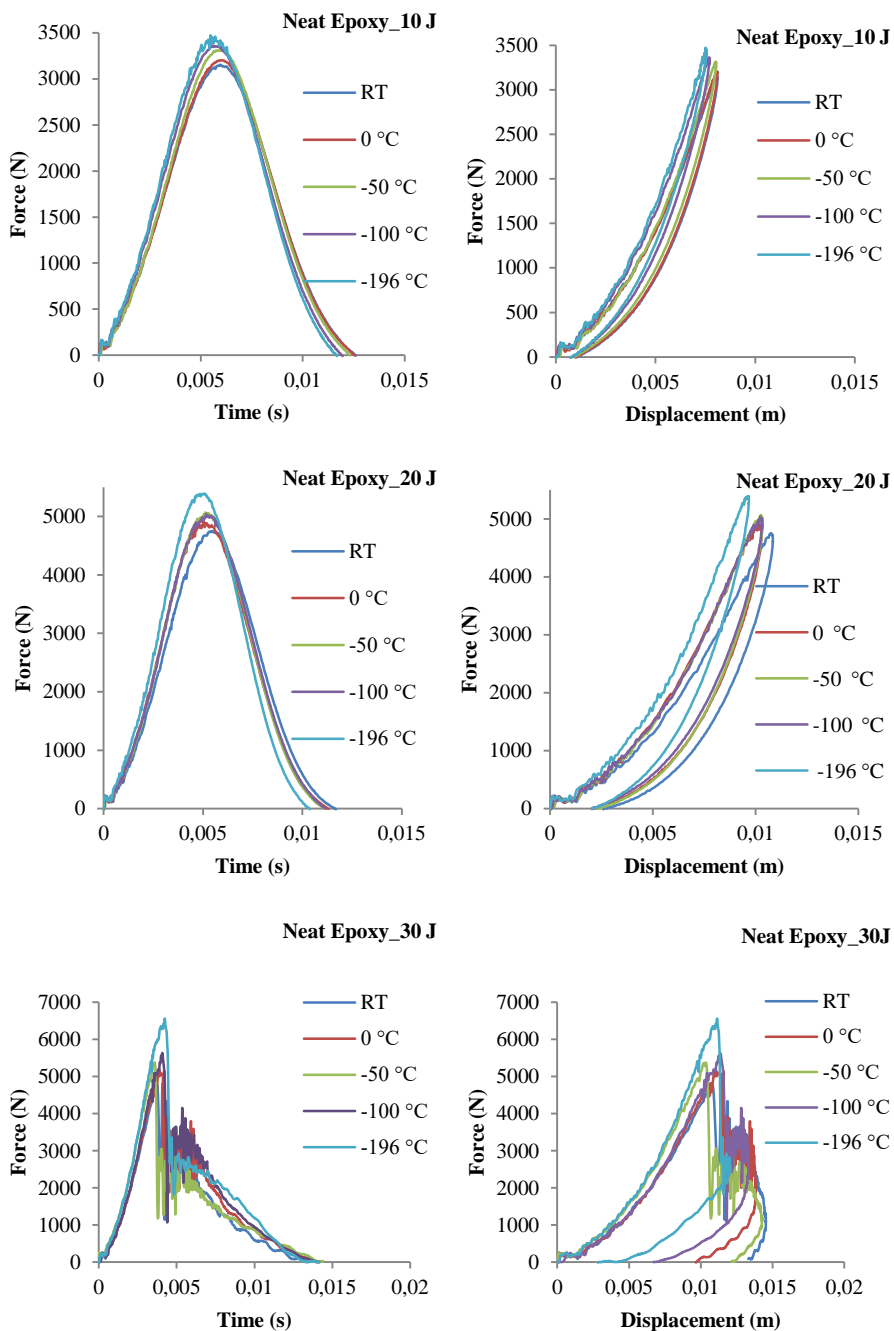 Neat Epoxy_10 J
Force (N)
3500
3000
2500
2000
1500
1000
500
0
0
0,005
0,01
0,015
Time (s)
RT
0 °C
-50 °C
-100 °C
-196 °C
Neat Epoxy_10 J
Force (N)
3500
3000
2500
2000
1500
1000
500
0
0
0,005
0,01
0,015
Displacement (m)
RT
0 °C
-50 °C
-100 °C
-196 °C
Neat Epoxy_20 J
Force (N)
5000
4000
3000
2000
1000
0
0
0,005
0,01
0,015
Time (s)
RT
0 °C
-50 °C
-100 °C
-196 °C
Neat Epoxy_20 J
Force (N)
5000
4000
3000
2000
1000
0
0
0,005
0,01
0,015
Displacement (m)
RT
0 °C
-50 °C
-100 °C
-196 °C
Neat Epoxy_30 J
Force (N)
7000
6000
5000
4000
3000
2000
1000
0
0
0,005
0,01
0,015
Time (s)
RT
0 °C
-50 °C
-100 °C
-196 °C
Neat Epoxy_30J
Force (N)
7000
6000
5000
4000
3000
2000
1000
0
0
0,005
0,01
0,015
0,02
Displacement (m)
RT
0 °C
-50 °C
-100 °C
-196 °C